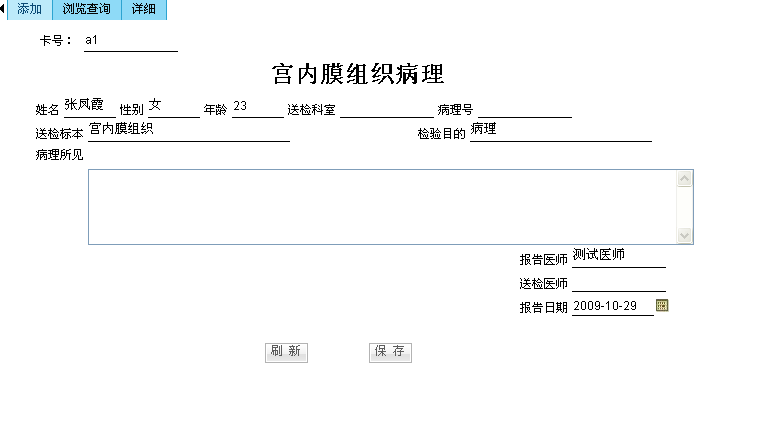 添加 浏览查询 详细
卡号： a1
宫内膜组织病理
姓名 张凤霞 性别 女 年龄 23 送检科室 病理号
送检标本 宫内膜组织 检验目的 病理
病理所见
报告医师 测试医师
送检医师
报告日期 2009-10-29
刷 新 保 存